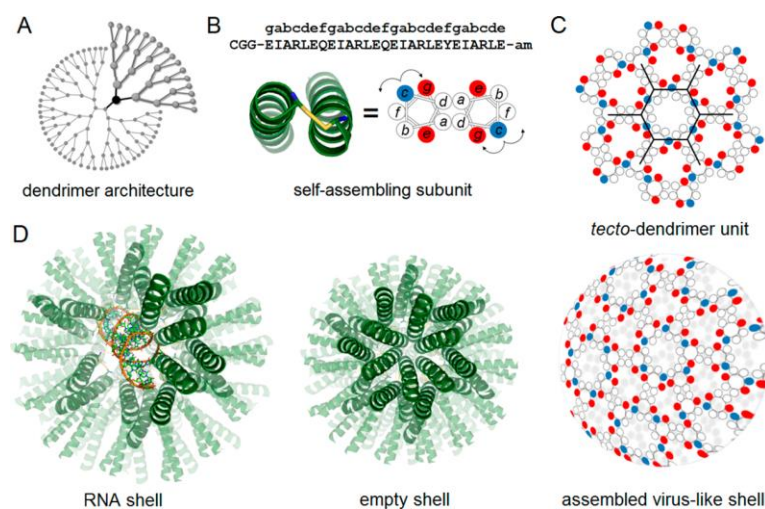 A
dendrimer architecture
B
gabcdefgabcdefgabcdefgabcde
CGG-EIARLEQEIARLEQEIARLEYEIARLE-am
c g d a e b
f a d f
b e d g c
=
self-assembling subunit
C
tecto-dendrimer unit
D
RNA shell
empty shell
assembled virus-like shell